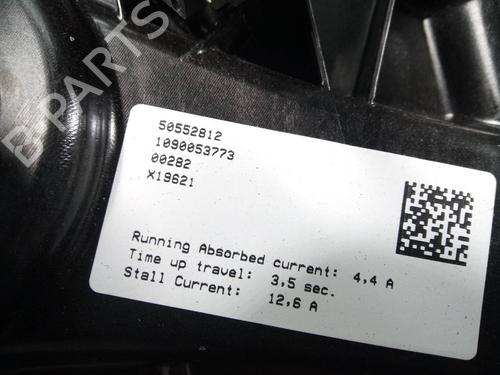 B-PARTS
50552812
1090053773
00282
X19621
Running Absorbed current: 4,4 A
Time up travel: 3,5 sec.
Stall Current: 12,6 A